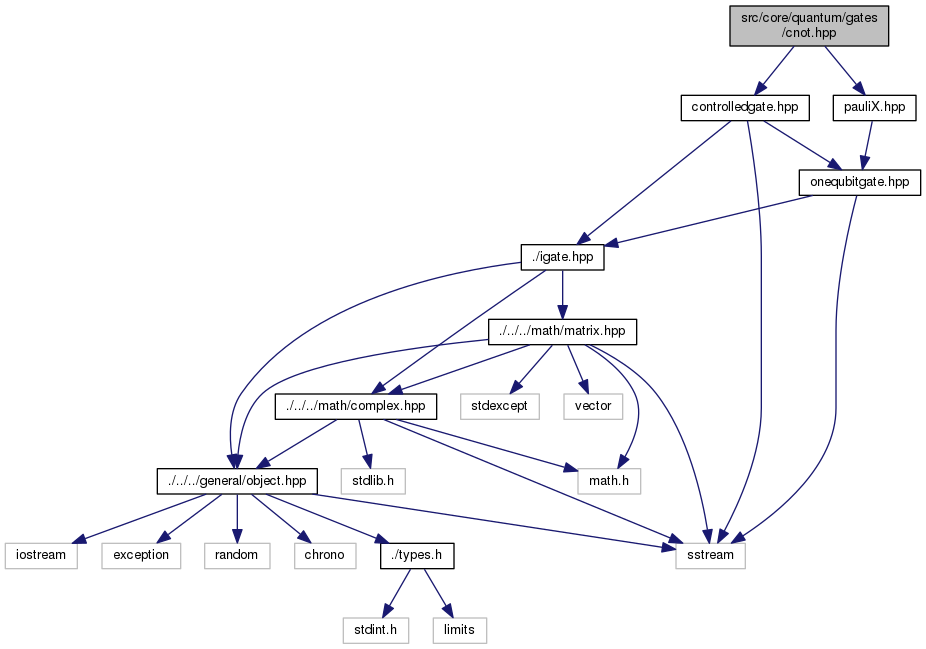 src/core/quantum/gates
/cnot.hpp
controlledgate.hpp
pauliX.hpp
onequbitgate.hpp
./igate.hpp
./../../math/matrix.hpp
./../../math/complex.hpp
stdexcept
vector
./../../general/object.hpp
stdlib.h
math.h
iostream
exception
random
chrono
./types.h
sstream
stdint.h
limits